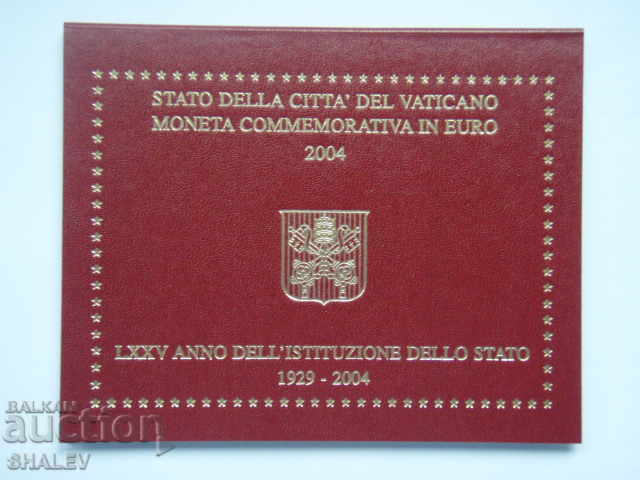 STATO DELLA CITTA' DEL VATICANO
MONETA COMMEMORATIVA IN EURO
2004
LXXV ANNO DELL'ISTITUZIONE DELLO STATO
1929 - 2004
BALKAN
auction
SHALEV